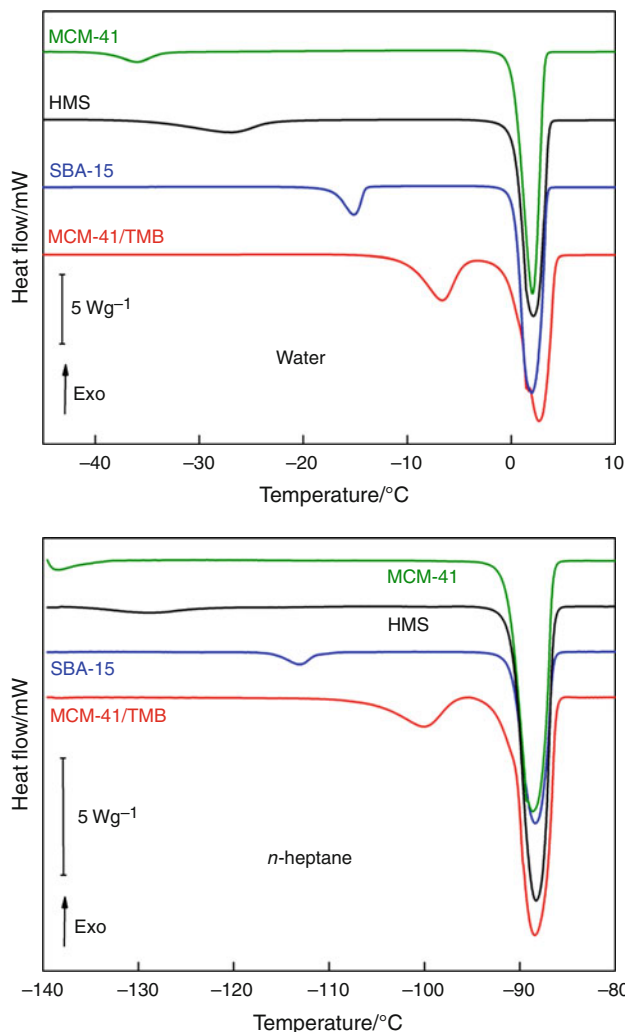 MCM-41
HMS
SBA-15
MCM-41/TMB
5 Wg⁻¹
Water
Exo
Heat flow/mW
–40 –30 –20 –10 0 10
Temperature/°C
MCM-41
HMS
SBA-15
MCM-41/TMB
5 Wg⁻¹
n-heptane
Exo
Heat flow/mW
–140 –130 –120 –110 –100 –90 –80
Temperature/°C